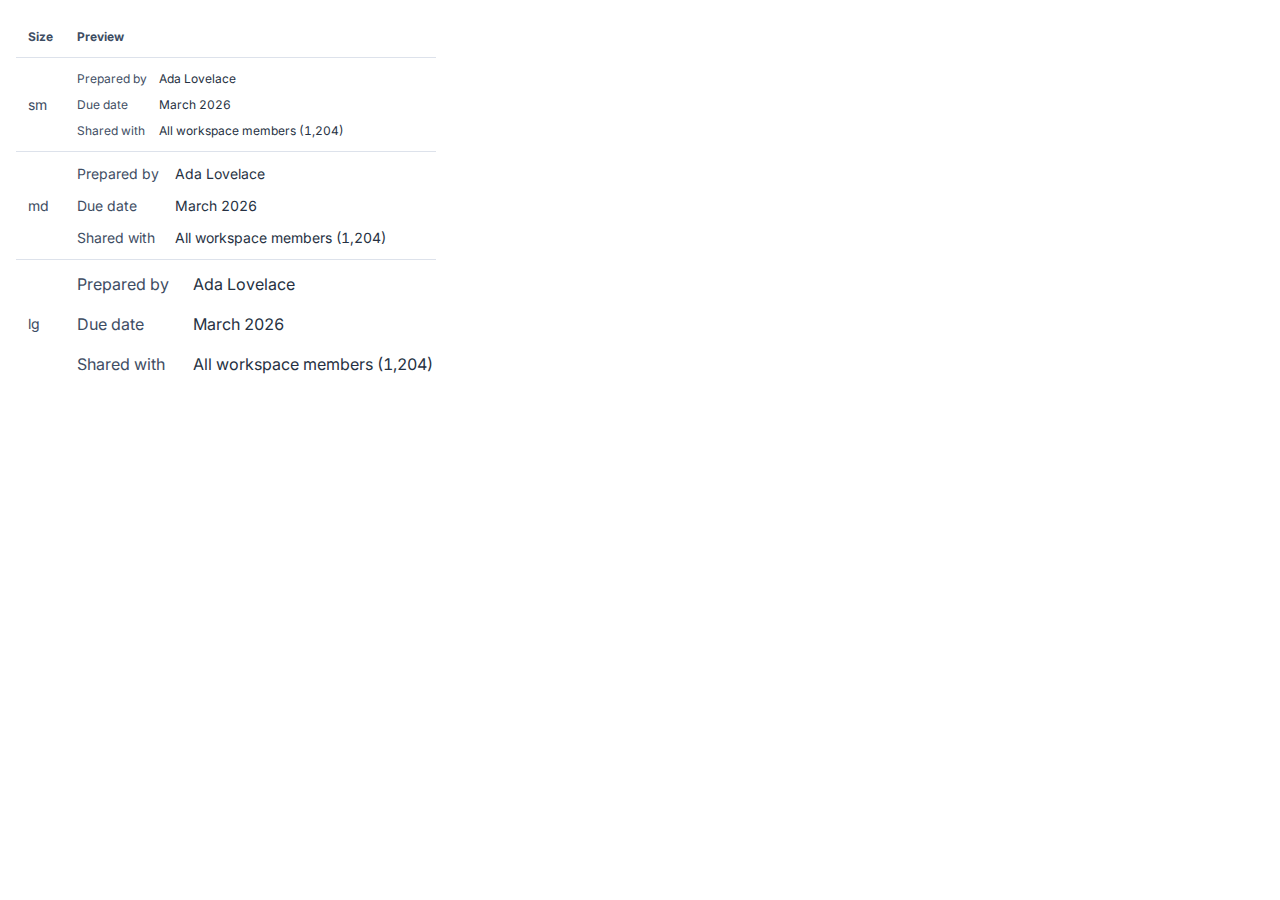 Size Preview
Prepared by Ada Lovelace
sm Due date March 2026
Shared with All workspace members (1,204)
Prepared by Ada Lovelace
md Due date March 2026
Shared with All workspace members (1,204)
Prepared by Ada Lovelace
lg Due date March 2026
Shared with All workspace members (1,204)